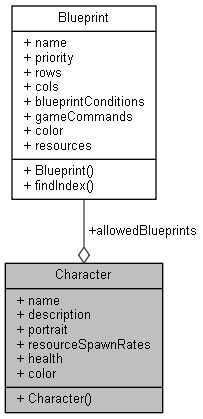 Blueprint
+ name
+ priority
+ rows
+ cols
+ blueprintConditions
+ gameCommands
+ color
+ resources
+ Blueprint()
+ findIndex()
+allowedBlueprints
Character
+ name
+ description
+ portrait
+ resourceSpawnRates
+ health
+ color
+ Character()